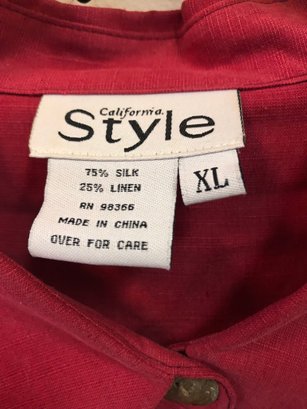 California
Style
75% SILK
25% LINEN
RN 98366
MADE IN CHINA
OVER FOR CARE
XL